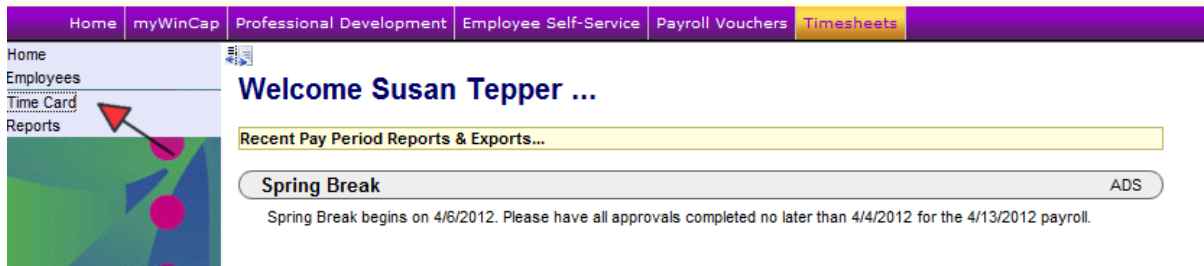 Home myWinCap Professional Development Employee Self-Service Payroll Vouchers Timesheets
Home
Employees
Time Card
Reports
Welcome Susan Tepper ...
Recent Pay Period Reports & Exports...
Spring Break ADS
Spring Break begins on 4/6/2012. Please have all approvals completed no later than 4/4/2012 for the 4/13/2012 payroll.